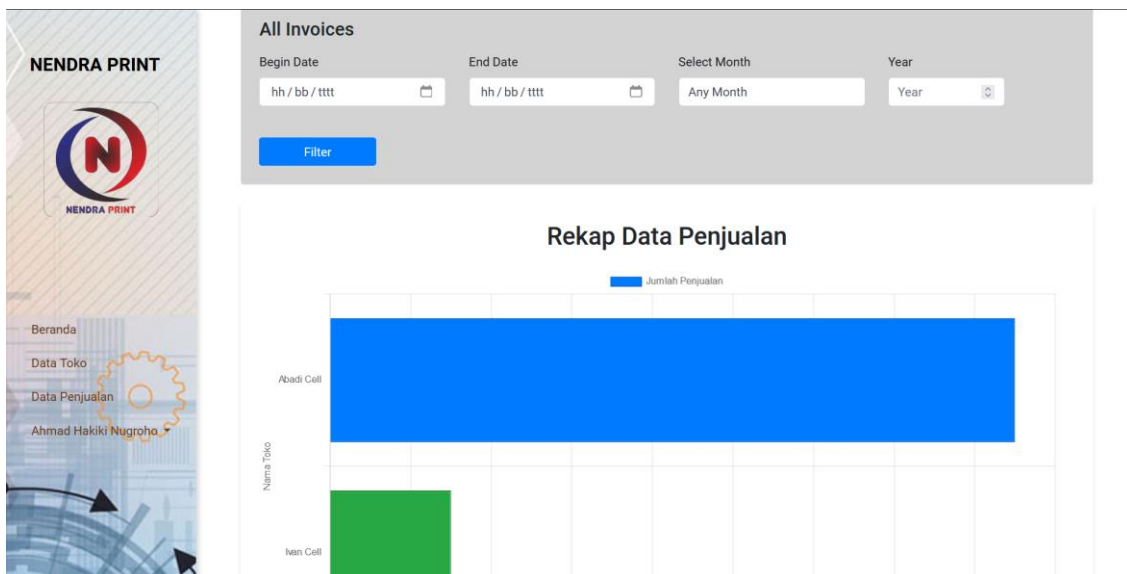 NENDRA PRINT
N
NENDRA PRINT
Beranda
Data Toko
Data Penjualan
Ahmad Hakiki Nugroho
All Invoices
Begin Date
End Date
Select Month
Year
hh / bb / tttt
hh / bb / tttt
Any Month
Year
Filter
Rekap Data Penjualan
Jumlah Penjualan
Abadi Cell
Nama Toko
Ivan Cell